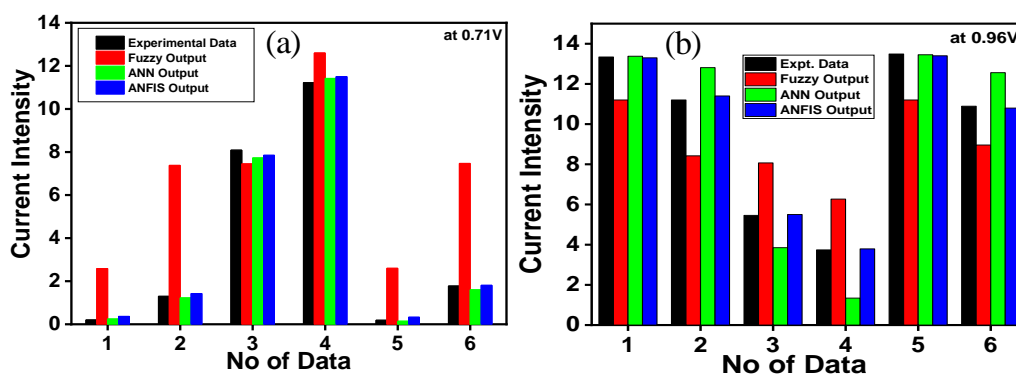 (a)
at 0.71V
Experimental Data
Fuzzy Output
ANN Output
ANFIS Output
Current Intensity
14
12
10
8
6
4
2
0
1 2 3 4 5 6
No of Data
(b)
at 0.96V
Expt. Data
Fuzzy Output
ANN Output
ANFIS Output
Current Intensity
14
12
10
8
6
4
2
0
1 2 3 4 5 6
No of Data